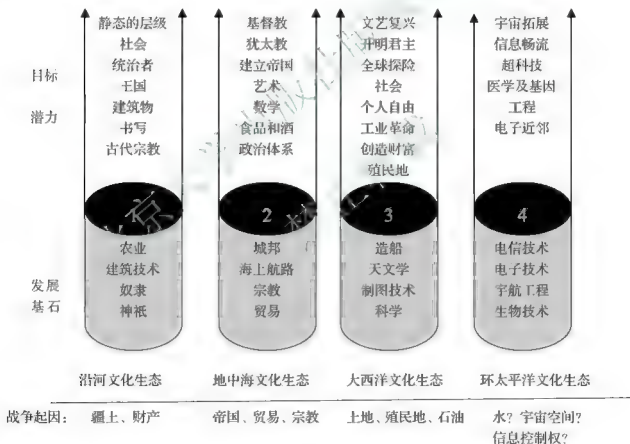 目标
潜力
静态的层级
社会
统治者
王国
建筑物
书写
古代宗教
基督教
犹太教
建立帝国
艺术
数学
食品和酒
政治体系
文艺复兴
开明君主
全球探险
社会
个人自由
工业革命
创造财富
殖民地
宇宙拓展
信息畅流
超科技
医学及基因
工程
电子近邻
1
2
3
4
发展
基石
农业
建筑技术
奴隶
神祇
城邦
海上航路
宗教
贸易
造船
天文学
制图技术
科学
电信技术
电子技术
宇航工程
生物技术
沿河文化生态
地中海文化生态
大西洋文化生态
环太平洋文化生态
战争起因：
疆土、财产
帝国、贸易、宗教
土地、殖民地、石油
水？宇宙空间？
信息控制权？